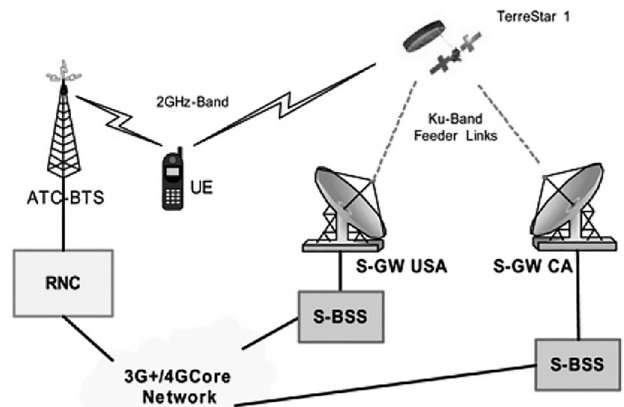 TerreStar 1
2GHz-Band
Ku-Band
Feeder Links
UE
ATC-BTS
S-GW USA
S-GW CA
RNC
S-BSS
S-BSS
3G+/4GCore
Network